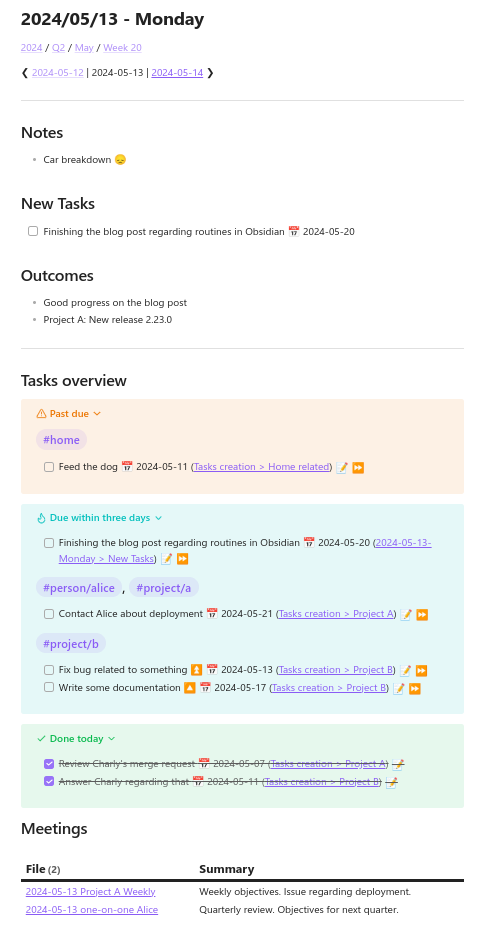 2024/05/13 - Monday
2024 / Q2 / May / Week 20
❮ 2024-05-12 | 2024-05-13 | 2024-05-14 ❯
Notes
Car breakdown 😞
New Tasks
Finishing the blog post regarding routines in Obsidian 📅 2024-05-20
Outcomes
Good progress on the blog post
Project A: New release 2.23.0
Tasks overview
Past due
#home
Feed the dog 📅 2024-05-11 (Tasks creation > Home related) 📝 ⏩
Due within three days
Finishing the blog post regarding routines in Obsidian 📅 2024-05-20 (2024-05-13-
Monday > New Tasks) 📝 ⏩
#person/alice , #project/a
Contact Alice about deployment 📅 2024-05-21 (Tasks creation > Project A) 📝 ⏩
#project/b
Fix bug related to something ⏫ 📅 2024-05-13 (Tasks creation > Project B) 📝 ⏩
Write some documentation 🔼 📅 2024-05-17 (Tasks creation > Project B) 📝 ⏩
Done today
Review Charly's merge request 📅 2024-05-07 (Tasks creation > Project A) 📝
Answer Charly regarding that 📅 2024-05-11 (Tasks creation > Project B) 📝
Meetings
File (2) Summary
2024-05-13 Project A Weekly Weekly objectives. Issue regarding deployment.
2024-05-13 one-on-one Alice Quarterly review. Objectives for next quarter.